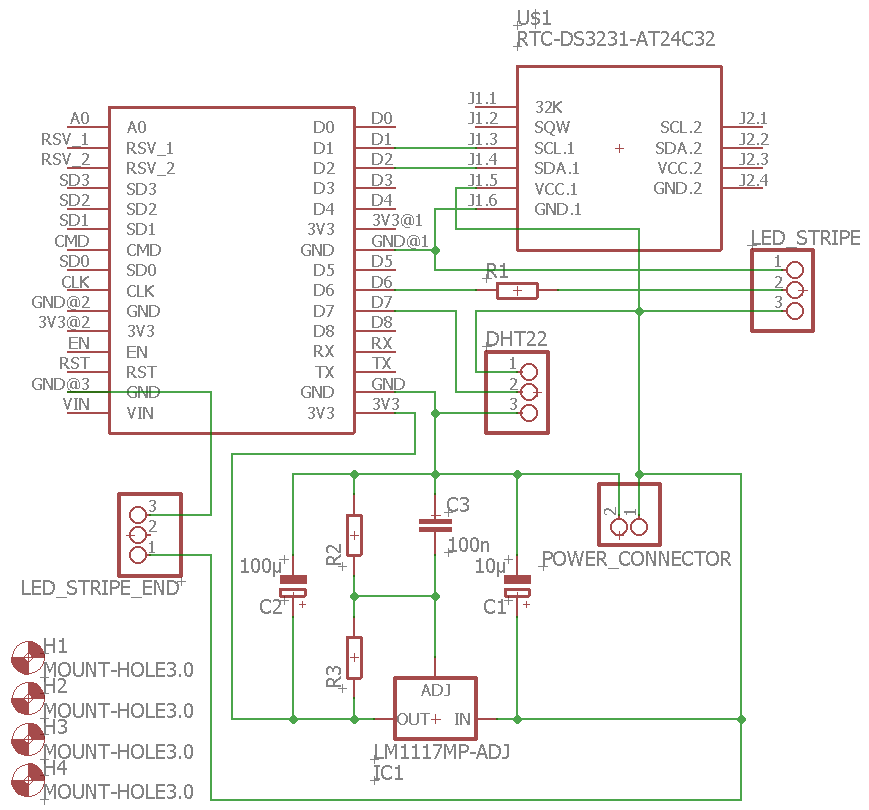 U$1
RTC-DS3231-AT24C32
A0
RSV_1
RSV_2
SD3
SD2
SD1
CMD
SD0
CLK
GND@2
3V3@2
EN
RST
GND@3
VIN
A0
RSV_1
RSV_2
SD3
SD2
SD1
CMD
SD0
CLK
GND
3V3
EN
RST
GND
VIN
D0
D1
D2
D3
D4
3V3
GND
D5
D6
D7
D8
RX
TX
GND
3V3
D0
D1
D2
D3
D4
3V3@1
GND@1
D5
D6
D7
D8
RX
TX
GND
3V3
J1.1
J1.2
J1.3
J1.4
J1.5
J1.6
32K
SQW
SCL.1
SDA.1
VCC.1
GND.1
SCL.2
SDA.2
VCC.2
GND.2
J2.1
J2.2
J2.3
J2.4
LED_STRIPE
1
2
3
R1
DHT22
1
2
3
3
2
1
LED_STRIPE_END
2
1
POWER_CONNECTOR
C3
100n
100µ
C2
R2
10µ
C1
R3
ADJ
OUT+ IN
LM1117MP-ADJ
IC1
H1
MOUNT-HOLE3.0
H2
MOUNT-HOLE3.0
H3
MOUNT-HOLE3.0
H4
MOUNT-HOLE3.0